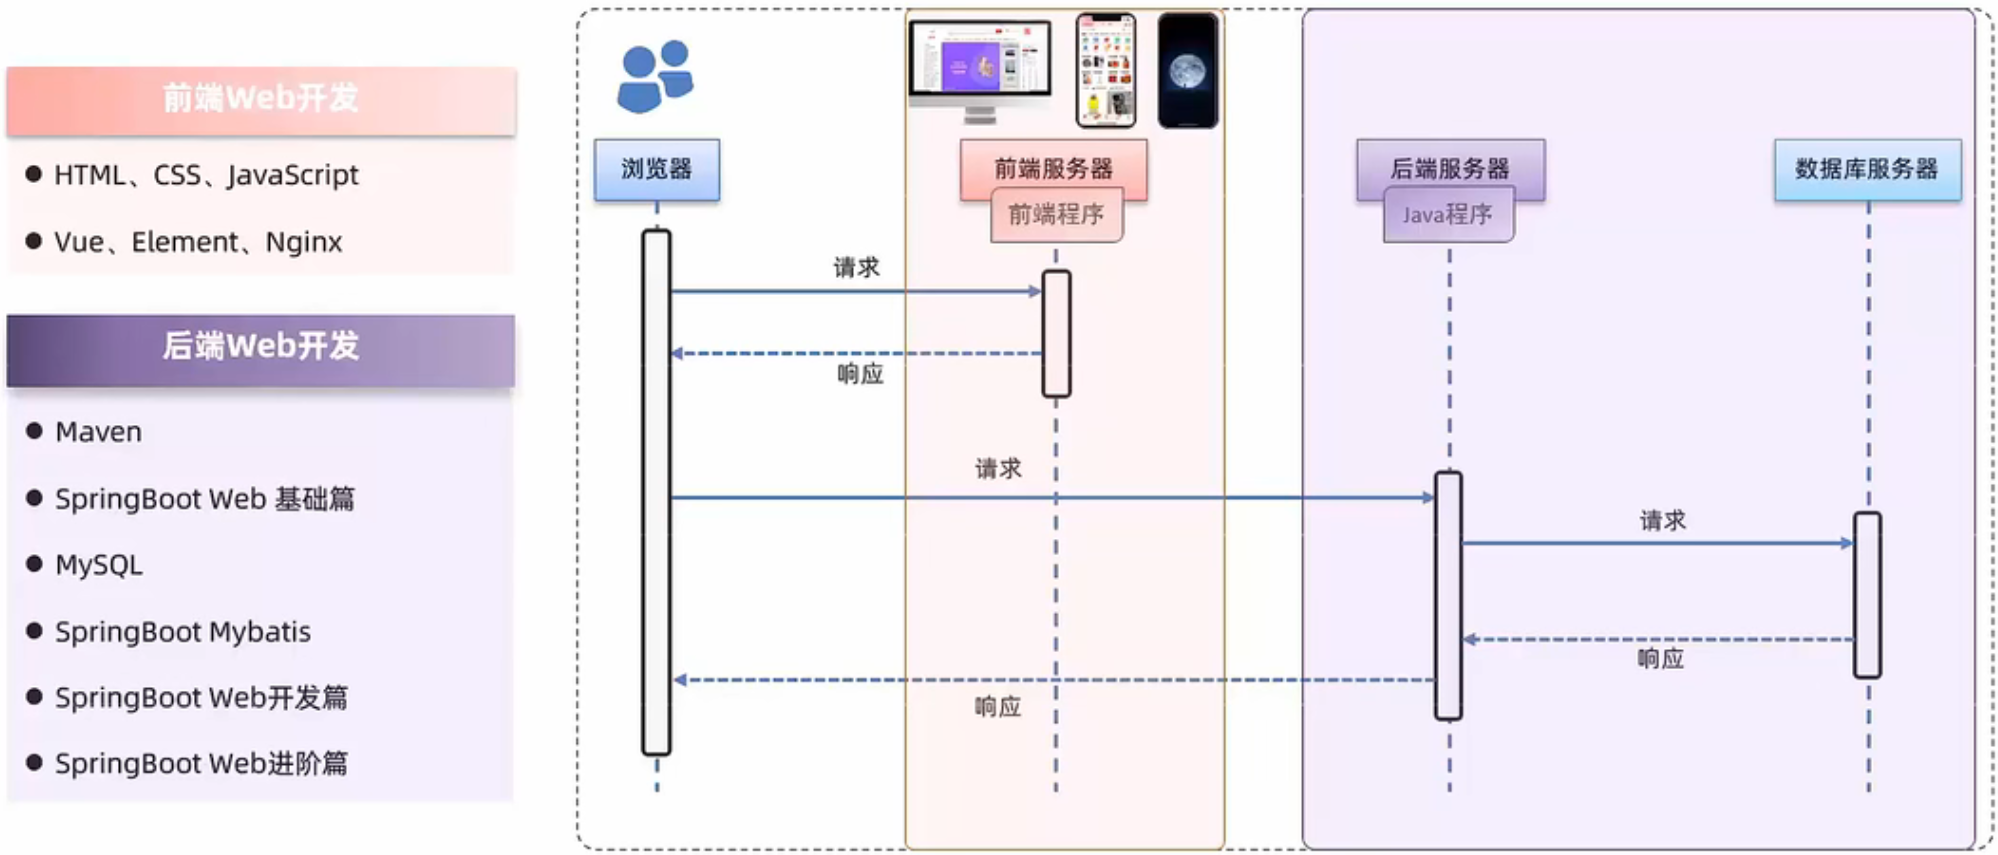 前端Web开发
HTML、CSS、JavaScript
Vue、Element、Nginx
后端Web开发
Maven
SpringBoot Web 基础篇
MySQL
SpringBoot Mybatis
SpringBoot Web开发篇
SpringBoot Web进阶篇
浏览器
前端服务器
前端程序
后端服务器
Java程序
数据库服务器
请求
响应
请求
请求
响应
响应